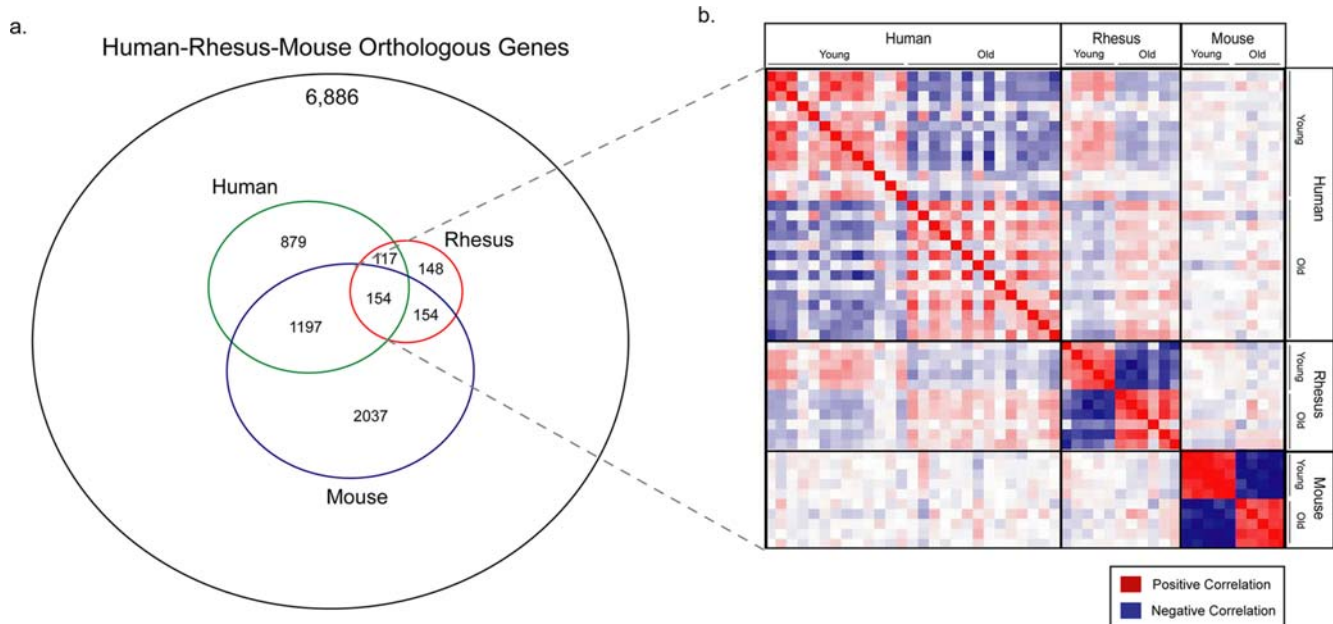 a.
Human-Rhesus-Mouse Orthologous Genes
6,886
Human
879
117
Rhesus
148
154
154
1197
2037
Mouse
b.
Human Rhesus Mouse
Young Old Young Old Young Old
Young
Old
Human
Young
Old
Rhesus
Young
Old
Mouse
Positive Correlation
Negative Correlation